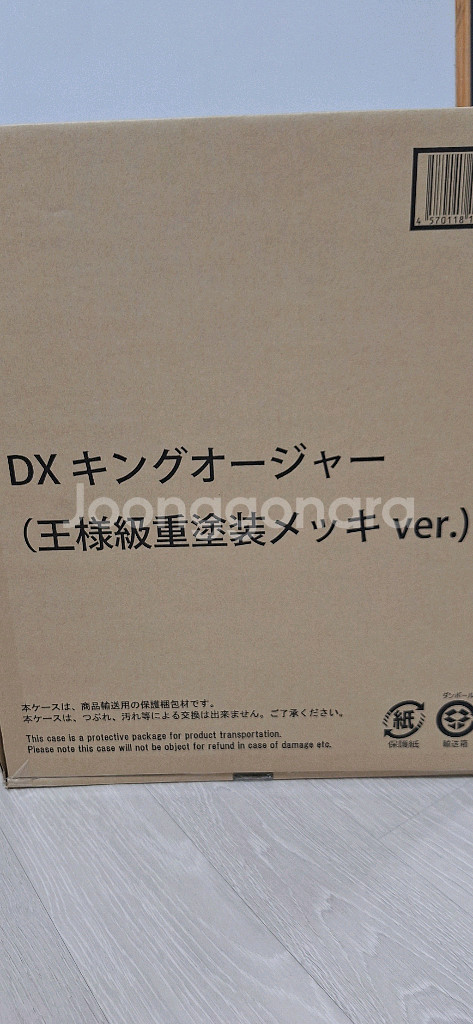 4 570118 1
DX キングオージャー
Joonggonara
（王様級重塗装メッキ ver.）
本ケースは、商品輸送用の保護梱包材です。
本ケースは、つぶれ、汚れ等による交換は出来ません。ご了承ください。
This case is a protective package for product transportation.
Please note this case will not be object for refund in case of damage etc.
紙
保護紙
ダンボール
輸送箱